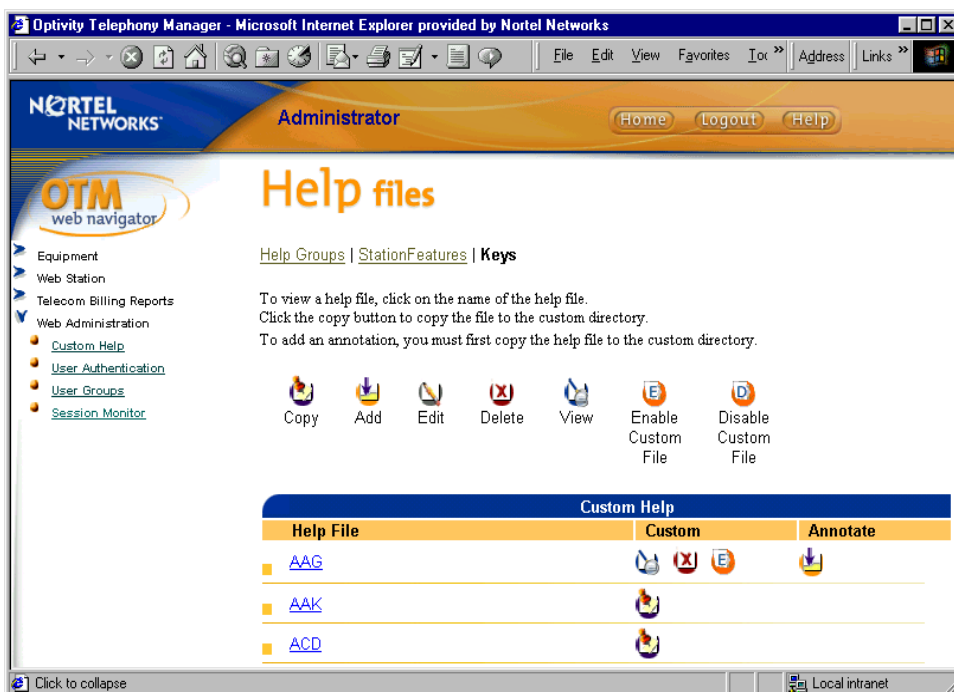 Optivity Telephony Manager - Microsoft Internet Explorer provided by Nortel Networks
File Edit View Favorites Toc » Address Links »
NORTEL NETWORKS
Administrator
Home Logout Help
OTM
web navigator
Help files
Equipment
Web Station
Telecom Billing Reports
Web Administration
Custom Help
User Authentication
User Groups
Session Monitor
Help Groups | StationFeatures | Keys
To view a help file, click on the name of the help file.
Click the copy button to copy the file to the custom directory.
To add an annotation, you must first copy the help file to the custom directory.
Copy Add Edit Delete View Enable Custom File Disable Custom File
Custom Help
Help File Custom Annotate
AAG
AAK
ACD
Click to collapse
Local intranet